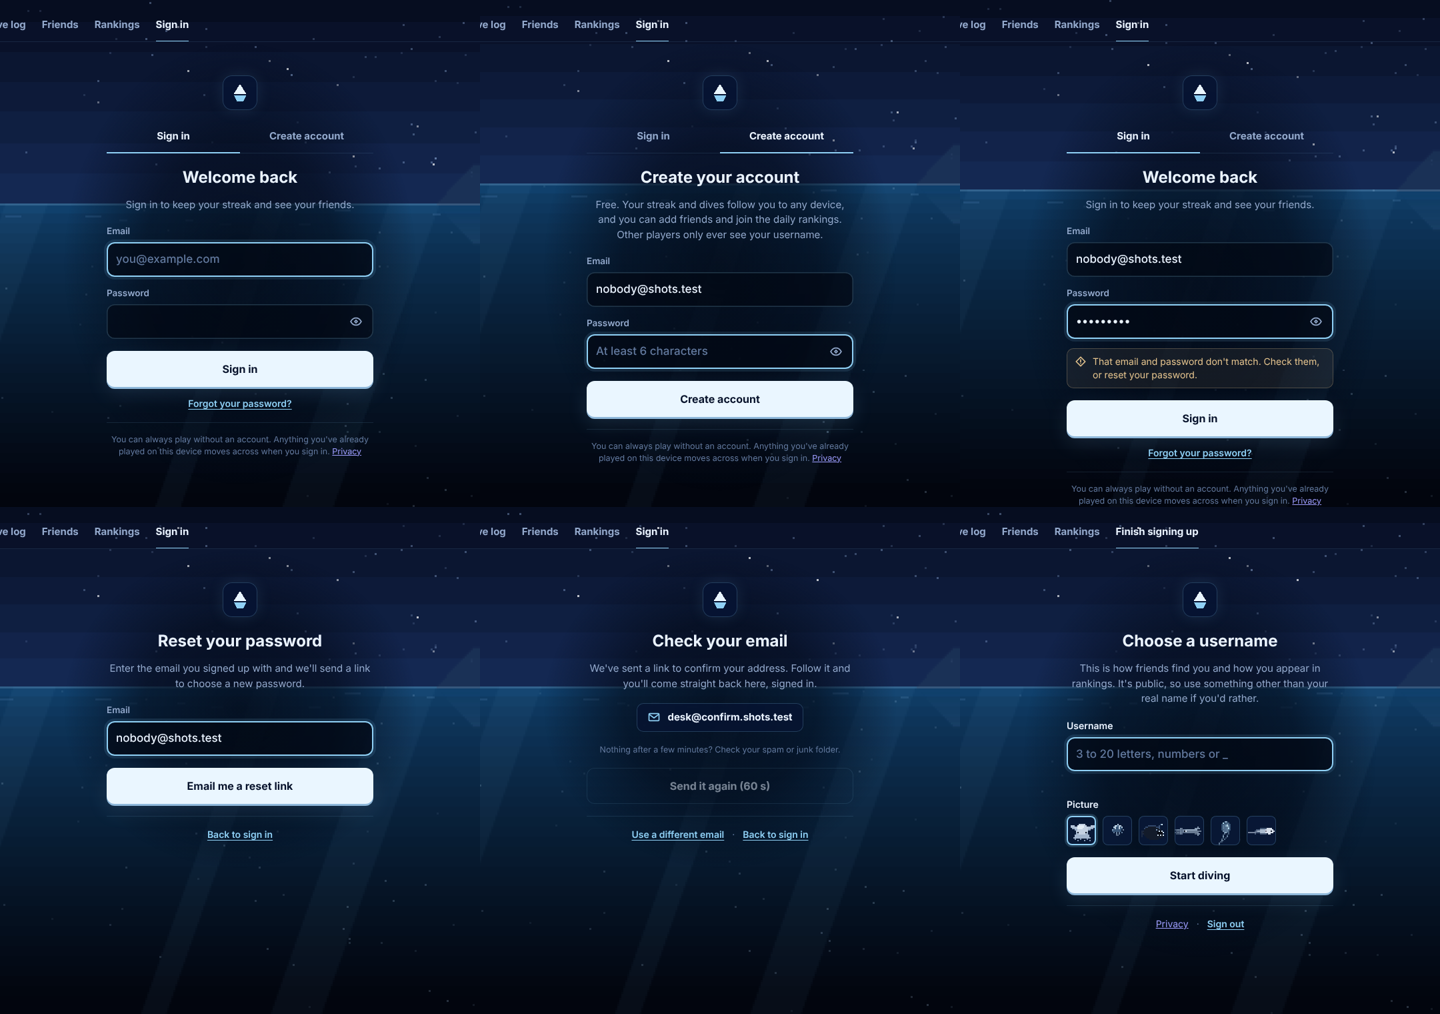 ve log Friends Rankings Sign in
Sign in Create account
Welcome back
Sign in to keep your streak and see your friends.
Email
you@example.com
Password
Sign in
Forgot your password?
You can always play without an account. Anything you've already
played on this device moves across when you sign in. Privacy
ve log Friends Rankings Sign in
Sign in Create account
Create your account
Free. Your streak and dives follow you to any device,
and you can add friends and join the daily rankings.
Other players only ever see your username.
Email
nobody@shots.test
Password
At least 6 characters
Create account
You can always play without an account. Anything you've already
played on this device moves across when you sign in. Privacy
ve log Friends Rankings Sign in
Sign in Create account
Welcome back
Sign in to keep your streak and see your friends.
Email
nobody@shots.test
Password
•••••••••
That email and password don't match. Check them,
or reset your password.
Sign in
Forgot your password?
You can always play without an account. Anything you've already
played on this device moves across when you sign in. Privacy
ve log Friends Rankings Sign in
Reset your password
Enter the email you signed up with and we'll send a link
to choose a new password.
Email
nobody@shots.test
Email me a reset link
Back to sign in
ve log Friends Rankings Sign in
Check your email
We've sent a link to confirm your address. Follow it and
you'll come straight back here, signed in.
desk@confirm.shots.test
Nothing after a few minutes? Check your spam or junk folder.
Send it again (60 s)
Use a different email · Back to sign in
ve log Friends Rankings Finish signing up
Choose a username
This is how friends find you and how you appear in
rankings. It's public, so use something other than your
real name if you'd rather.
Username
3 to 20 letters, numbers or _
Picture
Start diving
Privacy · Sign out